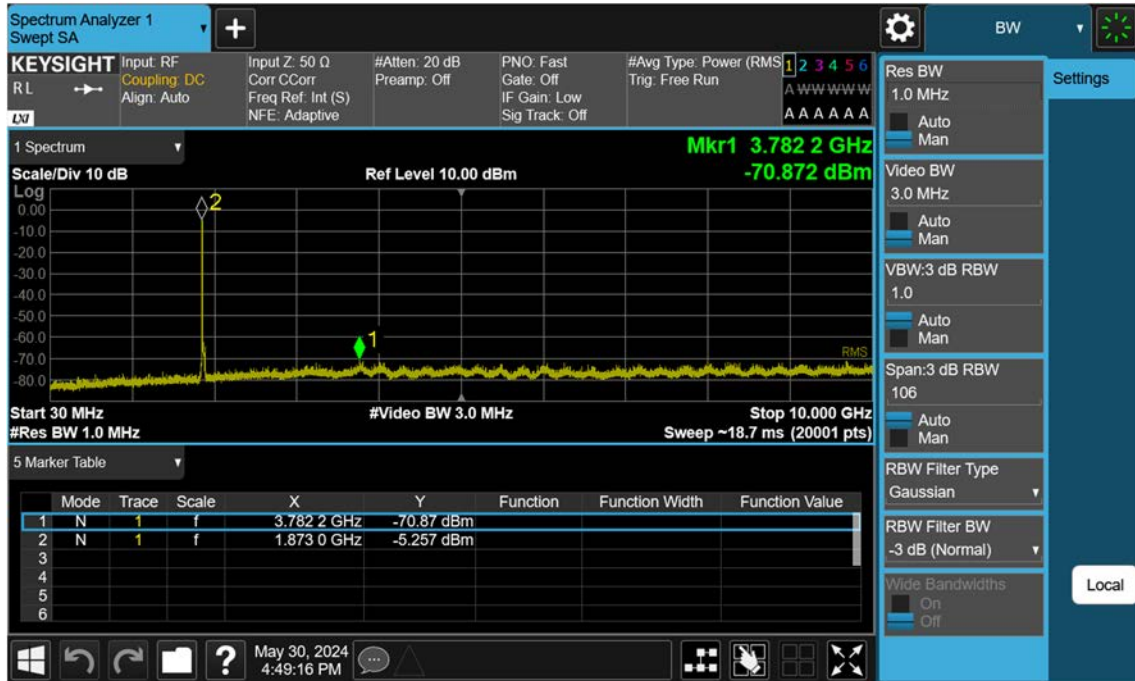 Spectrum Analyzer 1
Swept SA
+
BW
KEYSIGHT
RL
LXI
Input: RF
Coupling: DC
Align: Auto
Input Z: 50 Ω
Corr CCorr
Freq Ref: Int (S)
NFE: Adaptive
#Atten: 20 dB
Preamp: Off
PNO: Fast
Gate: Off
IF Gain: Low
Sig Track: Off
#Avg Type: Power (RMS
Trig: Free Run
1 2 3 4 5 6
A W W W W W
A A A A A A
1 Spectrum
Mkr1 3.782 2 GHz
Scale/Div 10 dB
Ref Level 10.00 dBm
-70.872 dBm
Log
0.00
-10.0
-20.0
-30.0
-40.0
-50.0
-60.0
-70.0
-80.0
2
1
RMS
Start 30 MHz
#Video BW 3.0 MHz
Stop 10.000 GHz
#Res BW 1.0 MHz
Sweep ~18.7 ms (20001 pts)
5 Marker Table
Mode Trace Scale X Y Function Function Width Function Value
1 N 1 f 3.782 2 GHz -70.87 dBm
2 N 1 f 1.873 0 GHz -5.257 dBm
3
4
5
6
Res BW
1.0 MHz
Auto
Man
Video BW
3.0 MHz
Auto
Man
VBW:3 dB RBW
1.0
Auto
Man
Span:3 dB RBW
106
Auto
Man
RBW Filter Type
Gaussian
RBW Filter BW
-3 dB (Normal)
Wide Bandwidths
On
Off
Settings
Local
?
May 30, 2024
4:49:16 PM